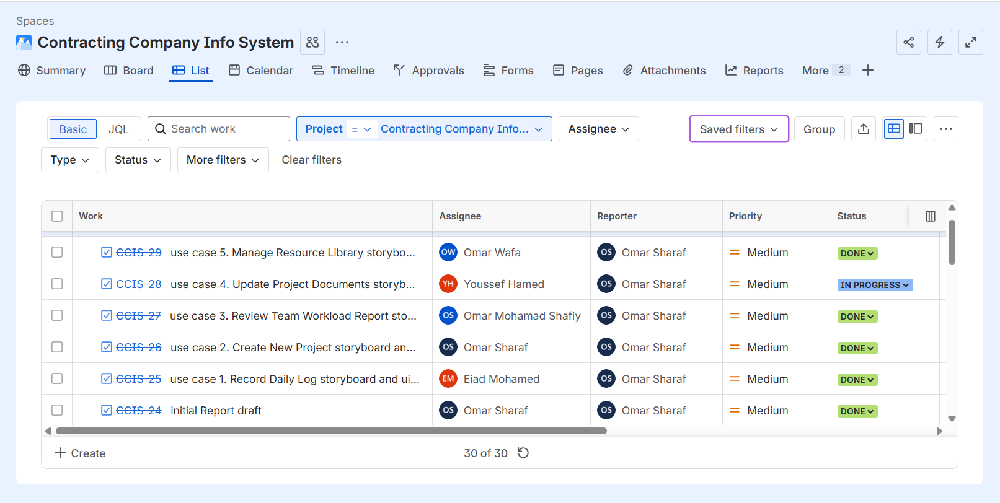 Spaces
Contracting Company Info System
Summary Board List Calendar Timeline Approvals Forms Pages Attachments Reports More 2
Basic JQL Search work Project = Contracting Company Info... Assignee Saved filters Group
Type Status More filters Clear filters
Work Assignee Reporter Priority Status
CCIS-29 use case 5. Manage Resource Library storybo... OW Omar Wafa OS Omar Sharaf Medium DONE
CCIS-28 use case 4. Update Project Documents storyb... YH Youssef Hamed OS Omar Sharaf Medium IN PROGRESS
CCIS-27 use case 3. Review Team Workload Report sto... OS Omar Mohamad Shafiy OS Omar Sharaf Medium DONE
CCIS-26 use case 2. Create New Project storyboard an... OS Omar Sharaf OS Omar Sharaf Medium DONE
CCIS-25 use case 1. Record Daily Log storyboard and ui... EM Eiad Mohamed OS Omar Sharaf Medium DONE
CCIS-24 initial Report draft OS Omar Sharaf OS Omar Sharaf Medium DONE
Create 30 of 30